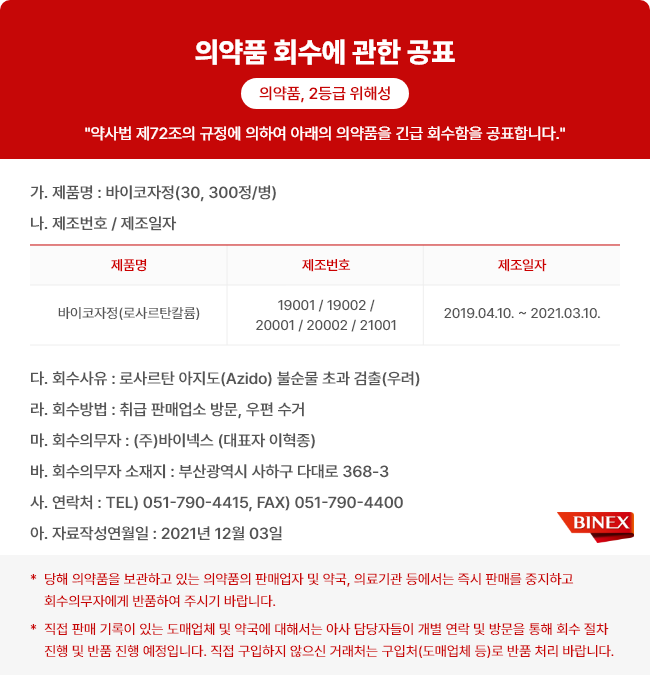 의약품 회수에 관한 공표
의약품, 2등급 위해성
"약사법 제72조의 규정에 의하여 아래의 의약품을 긴급 회수함을 공표합니다."
가. 제품명 : 바이코자정(30, 300정/병)
나. 제조번호 / 제조일자
제품명 제조번호 제조일자
바이코자정(로사르탄칼륨)
19001 / 19002 /
20001 / 20002 / 21001
2019.04.10. ~ 2021.03.10.
다. 회수사유 : 로사르탄 아지도(Azido) 불순물 초과 검출(우려)
라. 회수방법 : 취급 판매업소 방문, 우편 수거
마. 회수의무자 : (주)바이넥스 (대표자 이혁종)
바. 회수의무자 소재지 : 부산광역시 사하구 다대로 368-3
사. 연락처 : TEL) 051-790-4415, FAX) 051-790-4400
아. 자료작성연월일 : 2021년 12월 03일
BINEX
* 당해 의약품을 보관하고 있는 의약품의 판매업자 및 약국, 의료기관 등에서는 즉시 판매를 중지하고
회수의무자에게 반품하여 주시기 바랍니다.
* 직접 판매 기록이 있는 도매업체 및 약국에 대해서는 아사 담당자들이 개별 연락 및 방문을 통해 회수 절차
진행 및 반품 진행 예정입니다. 직접 구입하지 않으신 거래처는 구입처(도매업체 등)로 반품 처리 바랍니다.